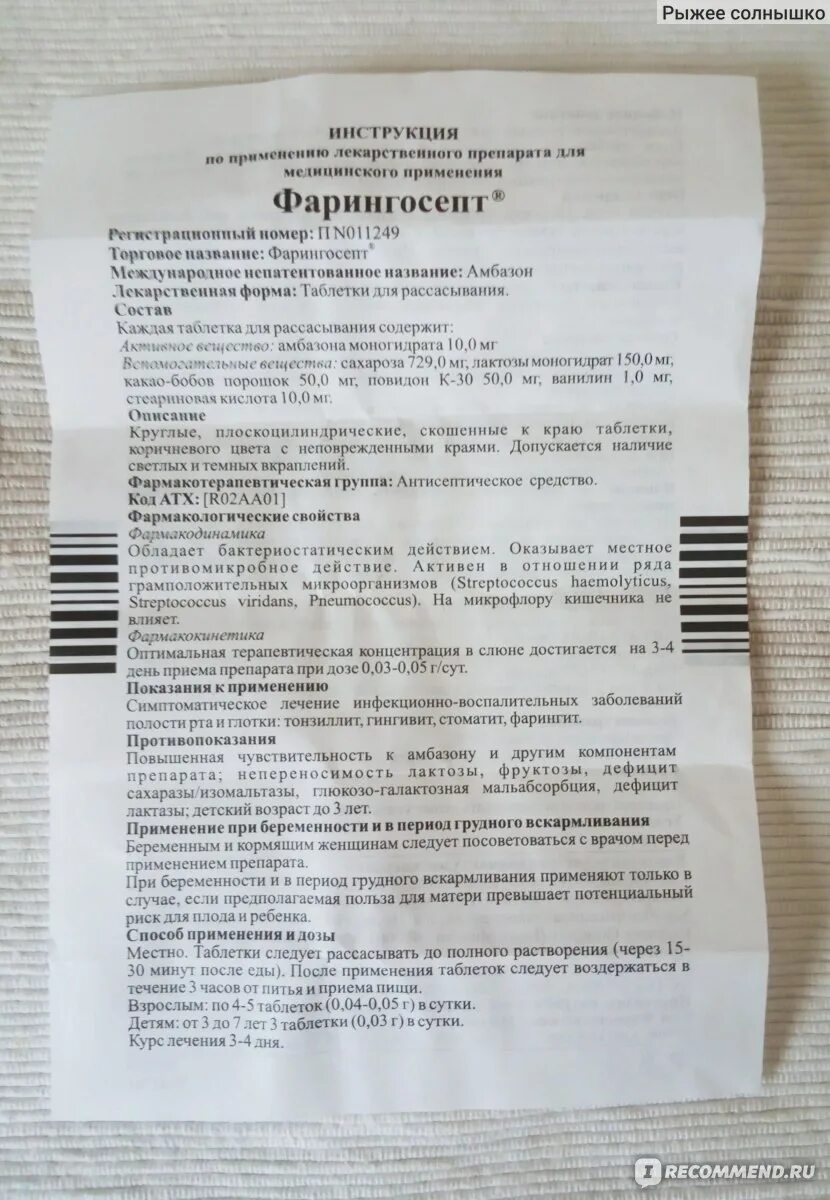 Рыжее солнышко
ИНСТРУКЦИЯ
по применению лекарственного препарата для
медицинского применения
Фарингосепт®
Регистрационный номер: П N011249
Торговое название: Фарингосепт®
Международное непатентованное название: Амбазон
Лекарственная форма: Таблетки для рассасывания.
Состав
Каждая таблетка для рассасывания содержит:
Активное вещество: амбазона моногидрата 10,0 мг
Вспомогательные вещества: сахароза 729,0 мг, лактозы моногидрат 150,0 мг,
какао-бобов порошок 50,0 мг, повидон К-30 50,0 мг, ванилин 1,0 мг,
стеариновая кислота 10,0 мг.
Описание
Круглые, плоскоцилиндрические, скошенные к краю таблетки,
коричневого цвета с неповрежденными краями. Допускается наличие
светлых и темных вкраплений.
Фармакотерапевтическая группа: Антисептическое средство.
Код АТХ: [R02AA01]
Фармакологические свойства
Фармакодинамика
Обладает бактериостатическим действием. Оказывает местное
противомикробное действие. Активен в отношении ряда
грамположительных микроорганизмов (Streptococcus haemolyticus,
Streptococcus viridans, Pneumococcus). На микрофлору кишечника не
влияет.
Фармакокинетика
Оптимальная терапевтическая концентрация в слюне достигается на 3-4
день приема препарата при дозе 0,03-0,05 г/сут.
Показания к применению
Симптоматическое лечение инфекционно-воспалительных заболеваний
полости рта и глотки: тонзиллит, гингивит, стоматит, фарингит.
Противопоказания
Повышенная чувствительность к амбазону и другим компонентам
препарата; непереносимость лактозы, фруктозы, дефицит
сахаразы/изомальтазы, глюкозо-галактозная мальабсорбция, дефицит
лактазы; детский возраст до 3 лет.
Применение при беременности и в период грудного вскармливания
Беременным и кормящим женщинам следует посоветоваться с врачом перед
применением препарата.
При беременности и в период грудного вскармливания применяют только в
случае, если предполагаемая польза для матери превышает потенциальный
риск для плода и ребенка.
Способ применения и дозы
Местно. Таблетки следует рассасывать до полного растворения (через 15-
30 минут после еды). После применения таблеток следует воздержаться в
течение 3 часов от питья и приема пищи.
Взрослым: по 4-5 таблеток (0,04-0,05 г) в сутки.
Детям: от 3 до 7 лет 3 таблетки (0,03 г) в сутки.
Курс лечения 3-4 дня.
I RECOMMEND.RU